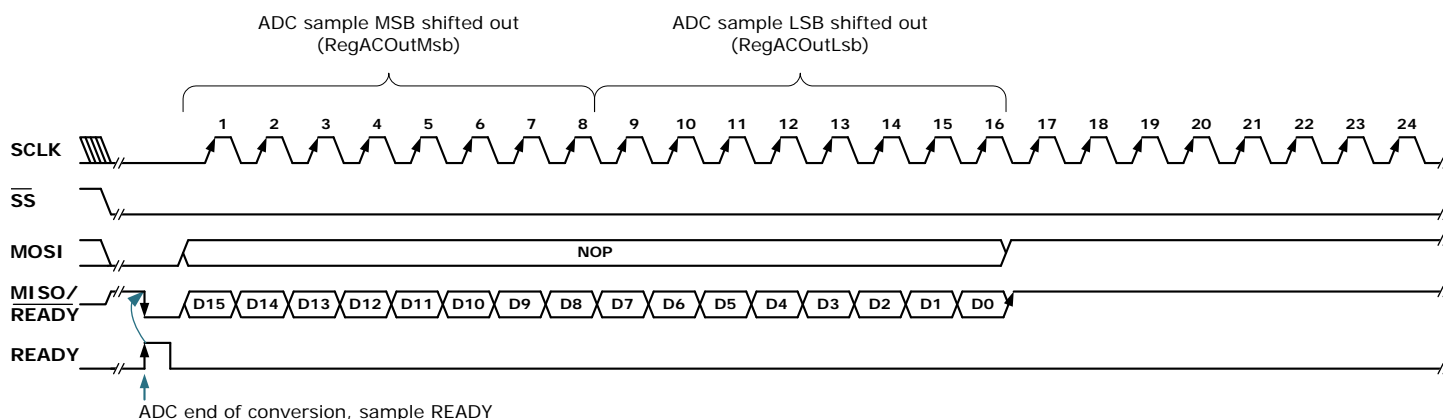 ADC sample MSB shifted out
(RegACOutMsb)
ADC sample LSB shifted out
(RegACOutLsb)
1 2 3 4 5 6 7 8 9 10 11 12 13 14 15 16 17 18 19 20 21 22 23 24
SCLK
SS
MOSI
NOP
MISO/
READY
D15 D14 D13 D12 D11 D10 D9 D8 D7 D6 D5 D4 D3 D2 D1 D0
READY
ADC end of conversion, sample READY